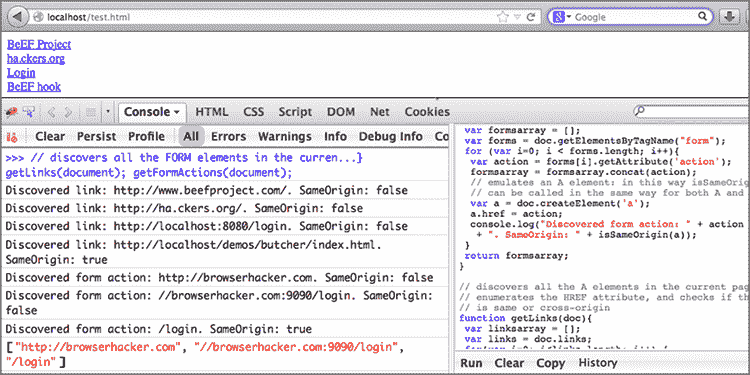 localhost/test.html
Google
BeEF Project
ha.ckers.org
Login
BeEF hook
Console HTML CSS Script DOM Net Cookies
Clear Persist Profile All Errors Warnings Info Debug Info Co
>>> // discovers all the FORM elements in the curren...}
getLinks(document); getFormActions(document);
Discovered link: http://www.beefproject.com/. SameOrigin: false
Discovered link: http://ha.ckers.org/. SameOrigin: false
Discovered link: http://localhost:8080/login. SameOrigin: false
Discovered link: http://localhost/demos/butcher/index.html.
SameOrigin: true
Discovered form action: http://browserhacker.com. SameOrigin: false
Discovered form action: //browserhacker.com:9090/login. SameOrigin:
false
Discovered form action: /login. SameOrigin: true
["http://browserhacker.com", "//browserhacker.com:9090/login",
"/login"]
var formsarray = [];
var forms = doc.getElementsByTagName("form");
for (var i=0; i < forms.length; i++){
var action = forms[i].getAttribute('action');
formsarray = formsarray.concat(action);
// emulates an A element: in this way isSameOrigi
// can be called in the same way for both A and
var a = doc.createElement('a');
a.href = action;
console.log("Discovered form action: " + action
+ ". SameOrigin: " + isSameOrigin(a));
}
return formsarray;
}
// discovers all the A elements in the current pag
// enumerates the HREF attribute, and checks if th
// is same or cross-origin
function getLinks(doc){
var linksarray = [];
var links = doc.links;
Run Clear Copy History